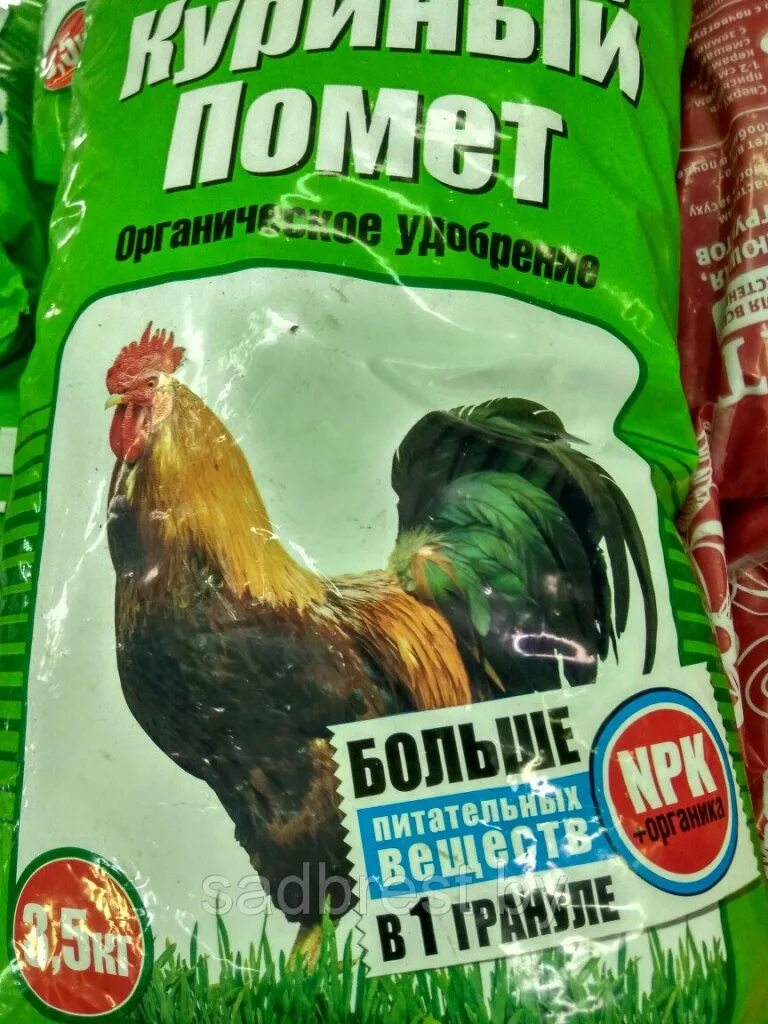 Куриный
помет
Органическое удобрение
БОЛЬШЕ
питательных
веществ
в 1 ГРАНУЛЕ
NPK
+органика
3,5кг
sadbrest.by